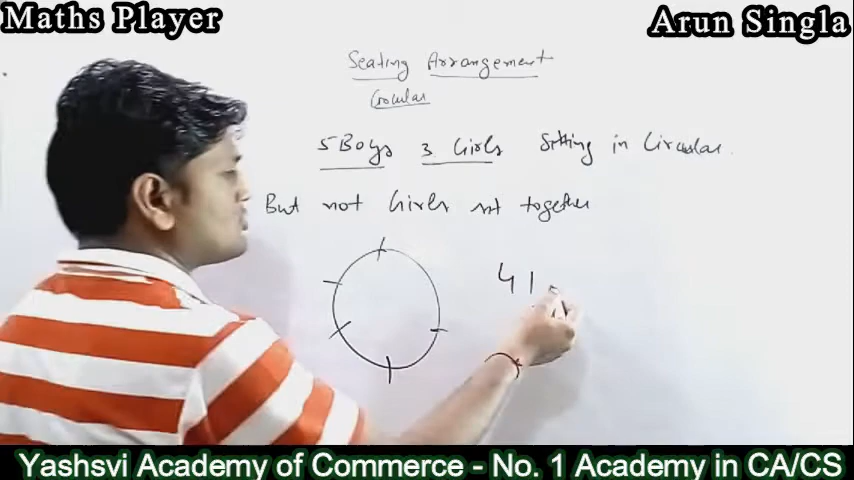 Maths Player
Arun Singla
Seating Arrangement
Circular
5 Boys 3 Girls Sitting in Circular.
But not Girls sit together
4!
Yashsvi Academy of Commerce - No. 1 Academy in CA/CS